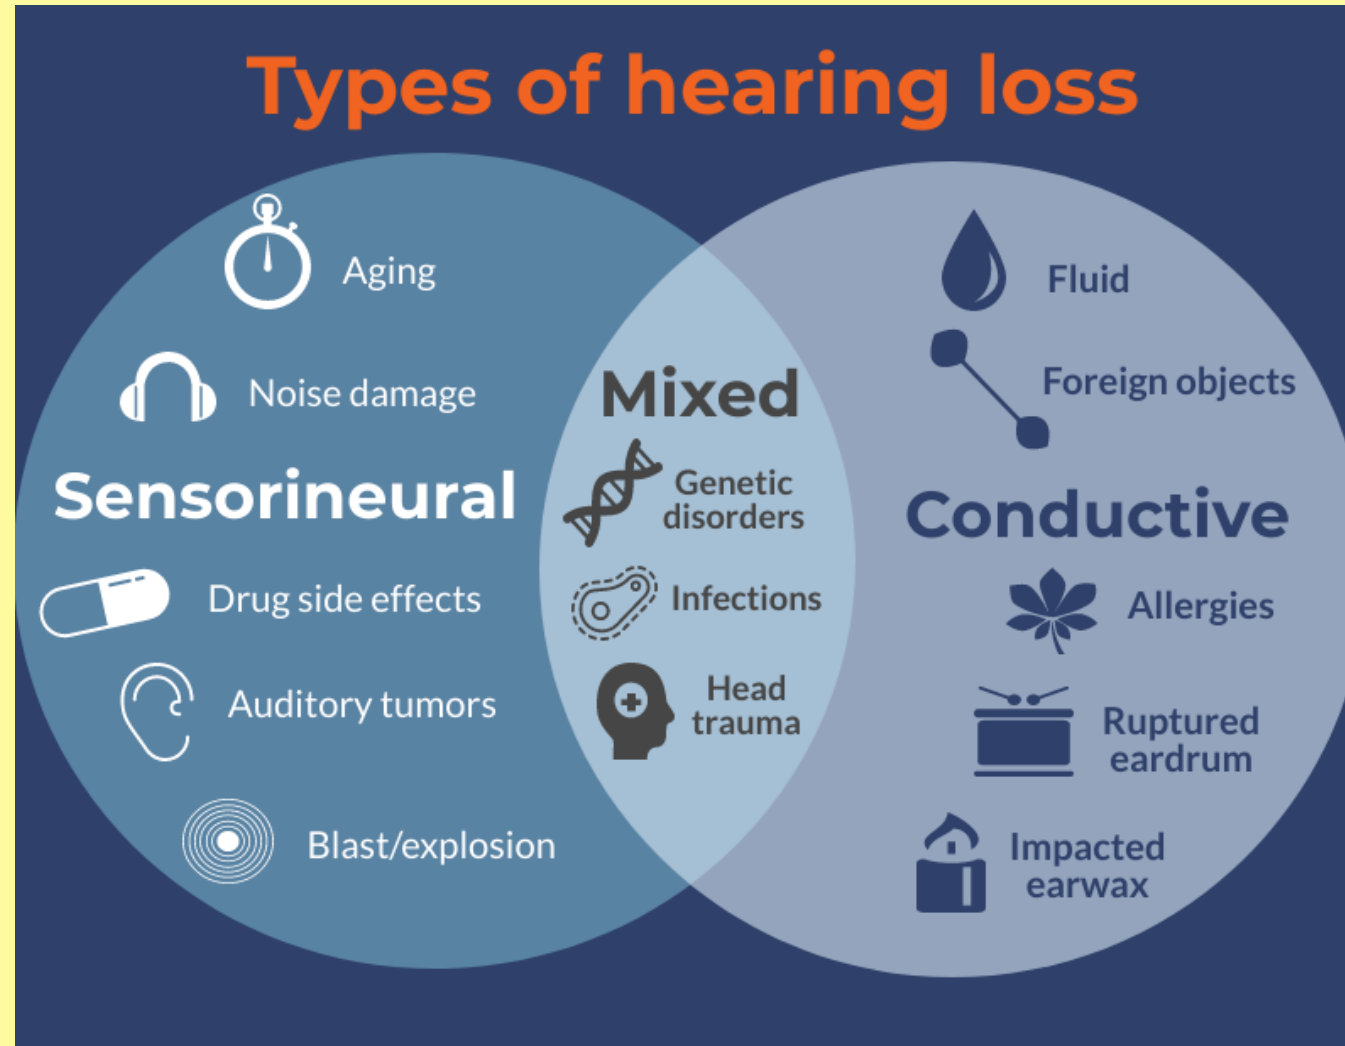 Types of hearing loss
Aging
Noise damage
Sensorineural
Drug side effects
Auditory tumors
Blast/explosion
Mixed
Genetic
disorders
Infections
Head
trauma
Fluid
Foreign objects
Conductive
Allergies
Ruptured
eardrum
Impacted
earwax